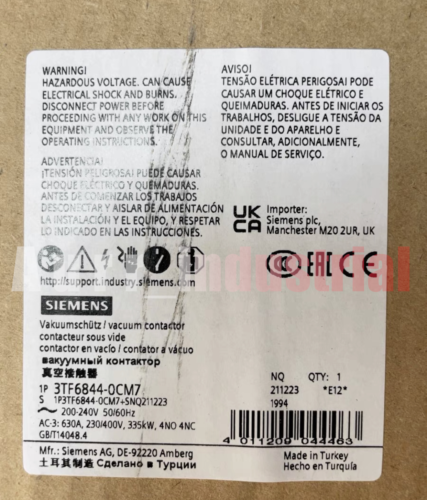 WARNING!
HAZARDOUS VOLTAGE. CAN CAUSE
ELECTRICAL SHOCK AND BURNS.
DISCONNECT POWER BEFORE
PROCEEDING WITH ANY WORK ON THIS
EQUIPMENT AND OBSERVE THE
OPERATING INSTRUCTIONS.
ADVERTENCIA!
¡TENSIÓN PELIGROSA! PUEDE CAUSAR
CHOQUE ELÉCTRICO Y QUEMADURAS.
ANTES DE COMENZAR LOS TRABAJOS
DESCONECTAR Y AISLAR DE ALIMENTACIÓN
LA INSTALACIÓN Y EL EQUIPO, Y RESPETAR
LO INDICADO EN LAS INSTRUCCIONES.
AVISO!
TENSÃO ELÉTRICA PERIGOSA! PODE
CAUSAR UM CHOQUE ELÉTRICO E
QUEIMADURAS. ANTES DE INICIAR OS
TRABALHOS, DESLIGUE A TENSÃO DA
UNIDADE E DO APARELHO E
CONSULTAR, ADICIONALMENTE,
O MANUAL DE SERVIÇO.
UK
CA
Importer:
Siemens plc,
Manchester M20 2UR, UK
Industrial
CCC EAC CE
http://support.industry.siemens.com
SIEMENS
Vakuumschütz / vacuum contactor
contacteur sous vide
contactor en vacío / contator a vácuo
вакуумный контактор
真空接触器
1P 3TF6844-0CM7
S 1P3TF6844-0CM7+SNQ211223
~ 200-240V 50/60Hz
AC-3: 630A, 230/400V, 335kW, 4NO 4NC
GB/T14048.4
NQ QTY: 1
211223 *E12*
1994
4 011209 044463
Mfr.: Siemens AG, DE-92220 Amberg
土耳其制造 Сделано в Турции
Made in Turkey
Hecho en Turquía